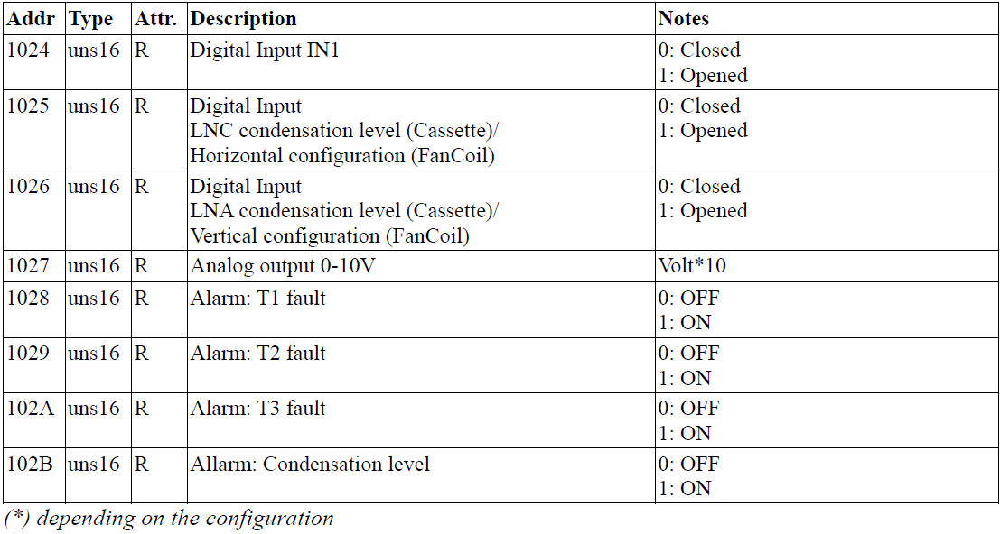 Addr Type Attr. Description Notes
1024 uns16 R Digital Input IN1 0: Closed
1: Opened
1025 uns16 R Digital Input 0: Closed
LNC condensation level (Cassette)/ 1: Opened
Horizontal configuration (FanCoil)
1026 uns16 R Digital Input 0: Closed
LNA condensation level (Cassette)/ 1: Opened
Vertical configuration (FanCoil)
1027 uns16 R Analog output 0-10V Volt*10
1028 uns16 R Alarm: T1 fault 0: OFF
1: ON
1029 uns16 R Alarm: T2 fault 0: OFF
1: ON
102A uns16 R Alarm: T3 fault 0: OFF
1: ON
102B uns16 R Allarm: Condensation level 0: OFF
1: ON
(*) depending on the configuration